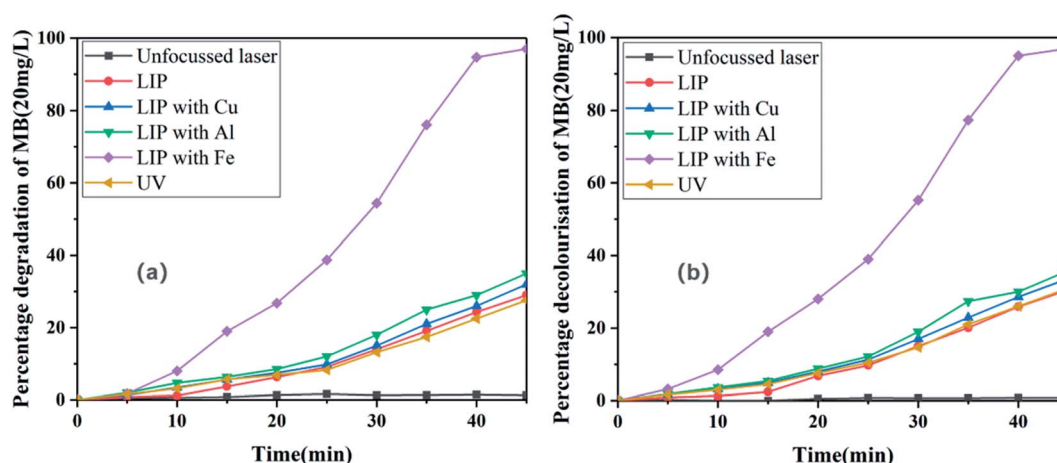 Percentage degradation of MB(20mg/L)
100
80
60
40
20
0
Unfocussed laser
LIP
LIP with Cu
LIP with Al
LIP with Fe
UV
(a)
0
10
20
30
40
Time(min)
Percentage decolourisation of MB(20mg/L)
100
80
60
40
20
0
Unfocussed laser
LIP
LIP with Cu
LIP with Al
LIP with Fe
UV
(b)
0
10
20
30
40
Time(min)